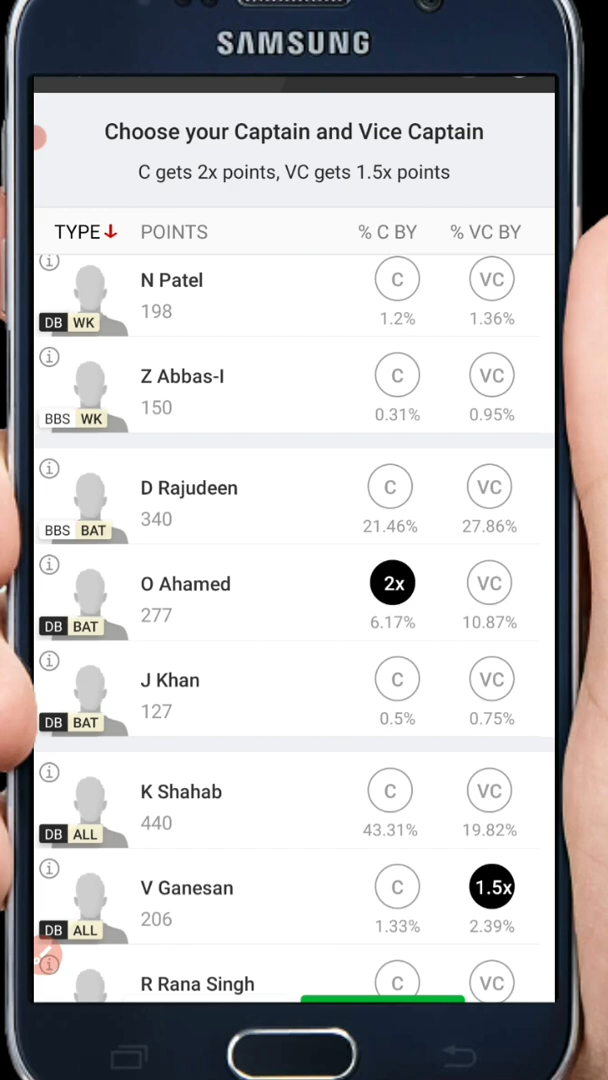 SAMSUNG
Choose your Captain and Vice Captain
C gets 2x points, VC gets 1.5x points
TYPE POINTS % C BY % VC BY
N Patel C VC
198
DB WK 1.2% 1.36%
Z Abbas-I C VC
150
BBS WK 0.31% 0.95%
D Rajudeen C VC
340
BBS BAT 21.46% 27.86%
O Ahamed 2x VC
277
DB BAT 6.17% 10.87%
J Khan C VC
127
DB BAT 0.5% 0.75%
K Shahab C VC
440
DB ALL 43.31% 19.82%
V Ganesan C 1.5x
206
DB ALL 1.33% 2.39%
R Rana Singh C VC